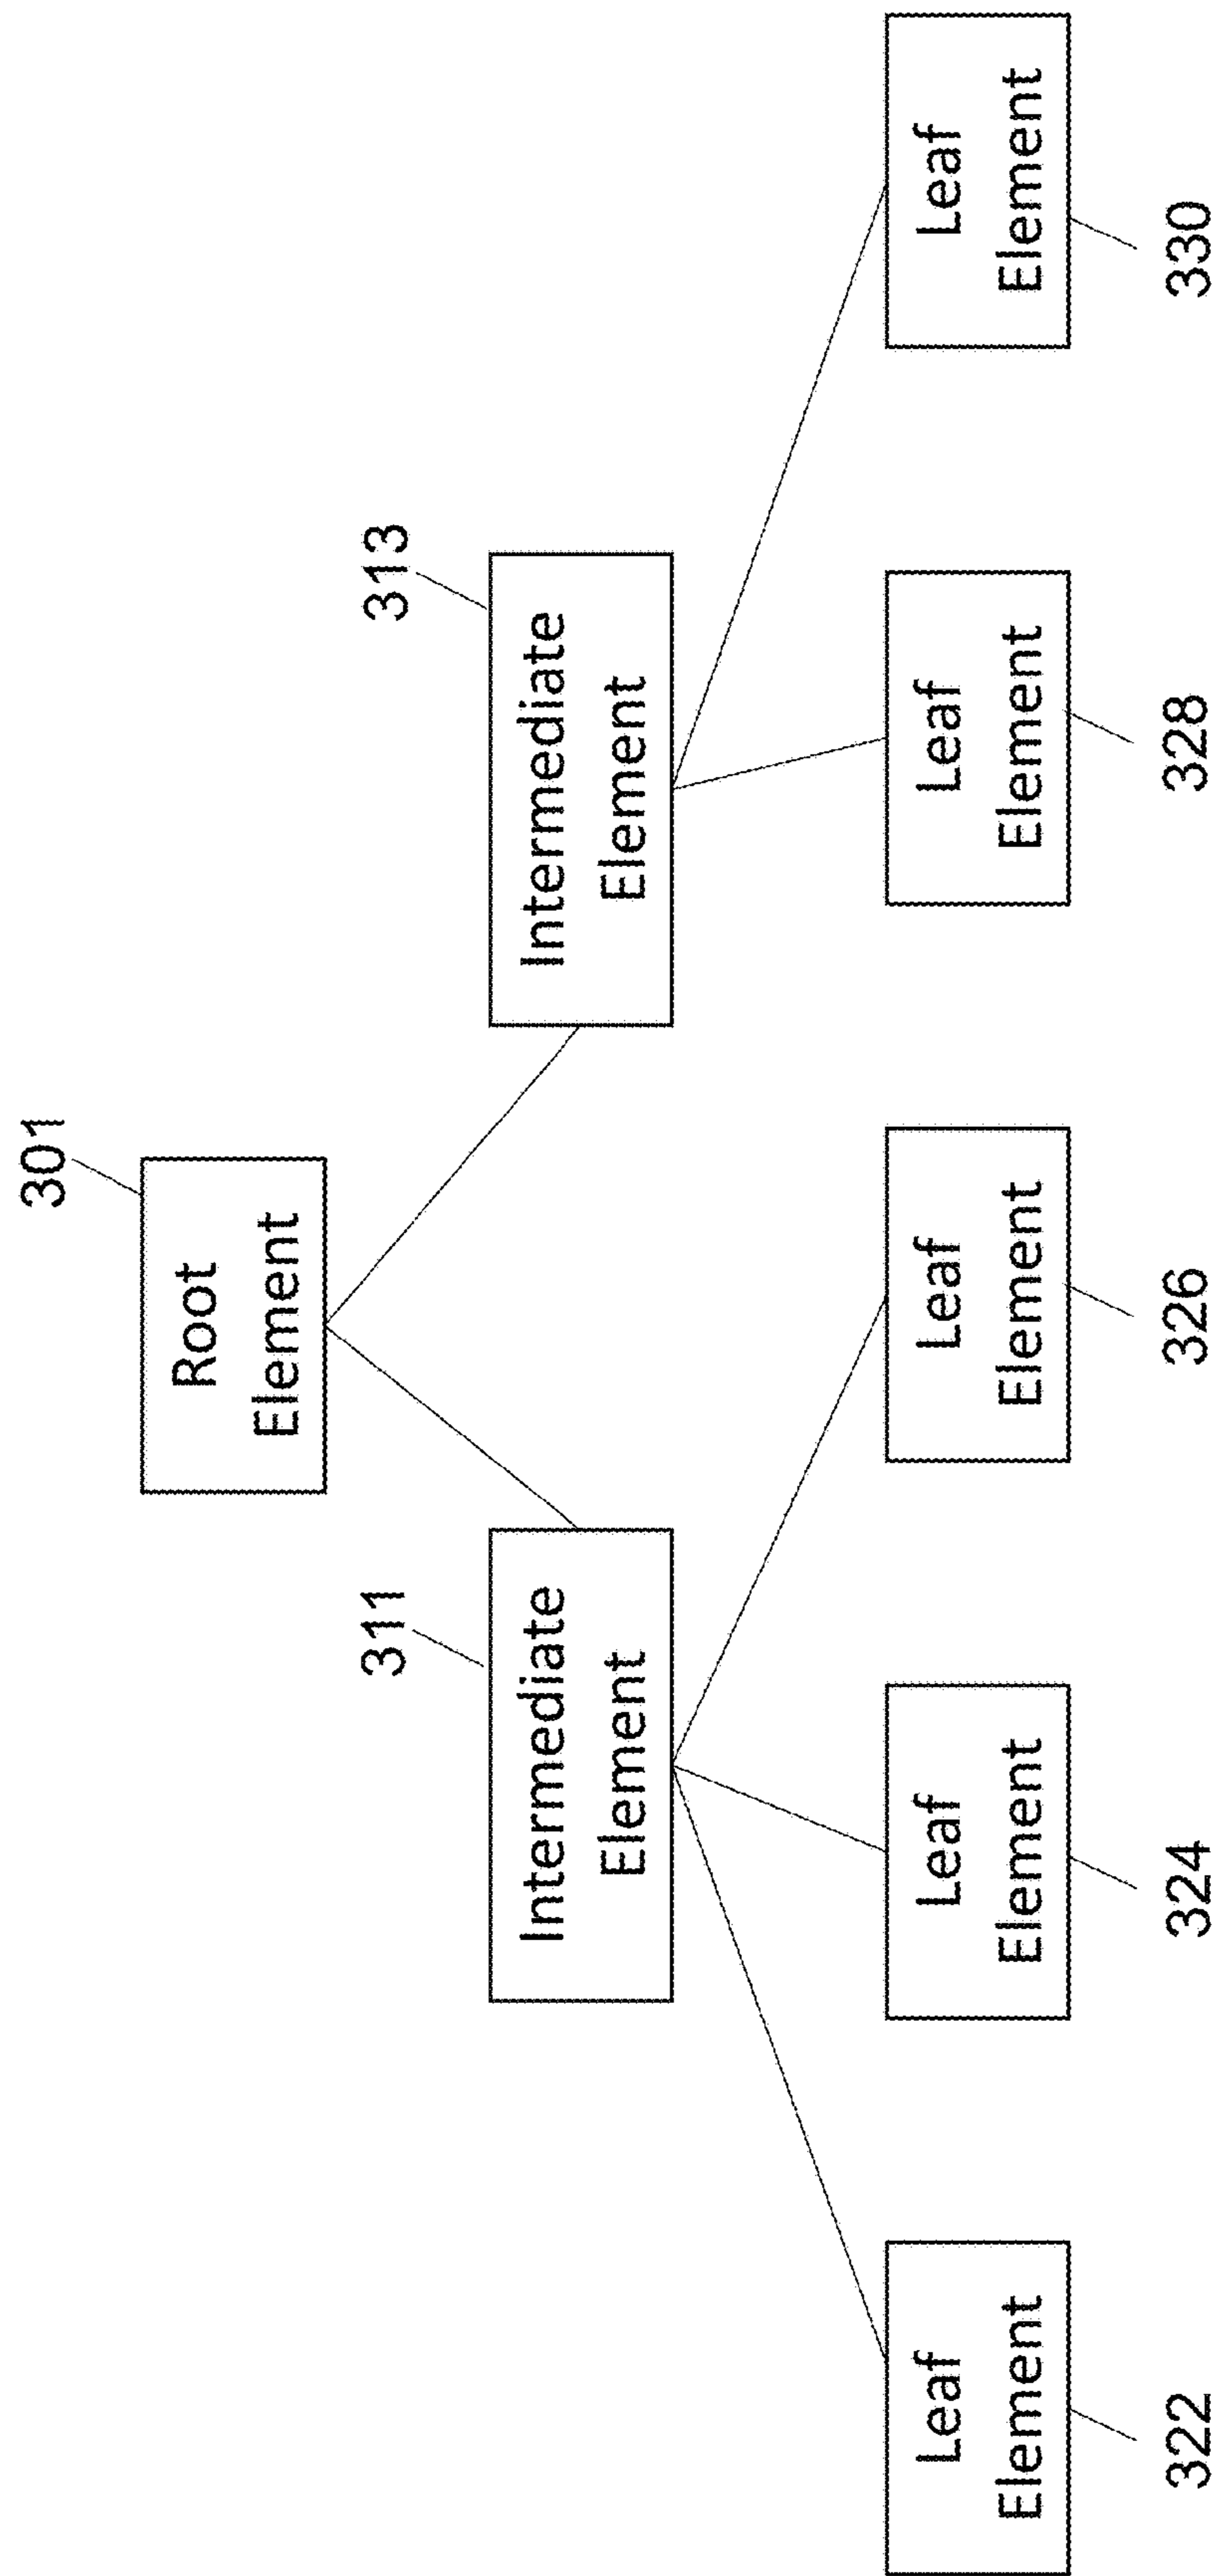 301
Root
Element
311
Intermediate
Element
313
Intermediate
Element
Leaf
Element
322
Leaf
Element
324
Leaf
Element
326
Leaf
Element
328
Leaf
Element
330